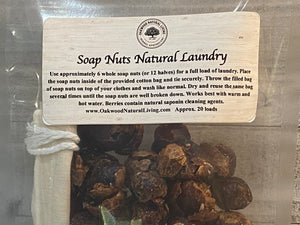 Soap Nuts Natural Laundry
Use approximately 6 whole soap nuts (or 12 halves) for a full load of laundry. Place
the soap nuts inside of the provided cotton bag and tie securely. Throw the filled bag
of soap nuts on top of your clothes and wash like normal. Dry and reuse the same bag
several times until the soap nuts are well broken down. Works best with warm and
hot water. Berries contain natural saponin cleaning agents.
www.OakwoodNaturalLiving.com Approx. 20 loads